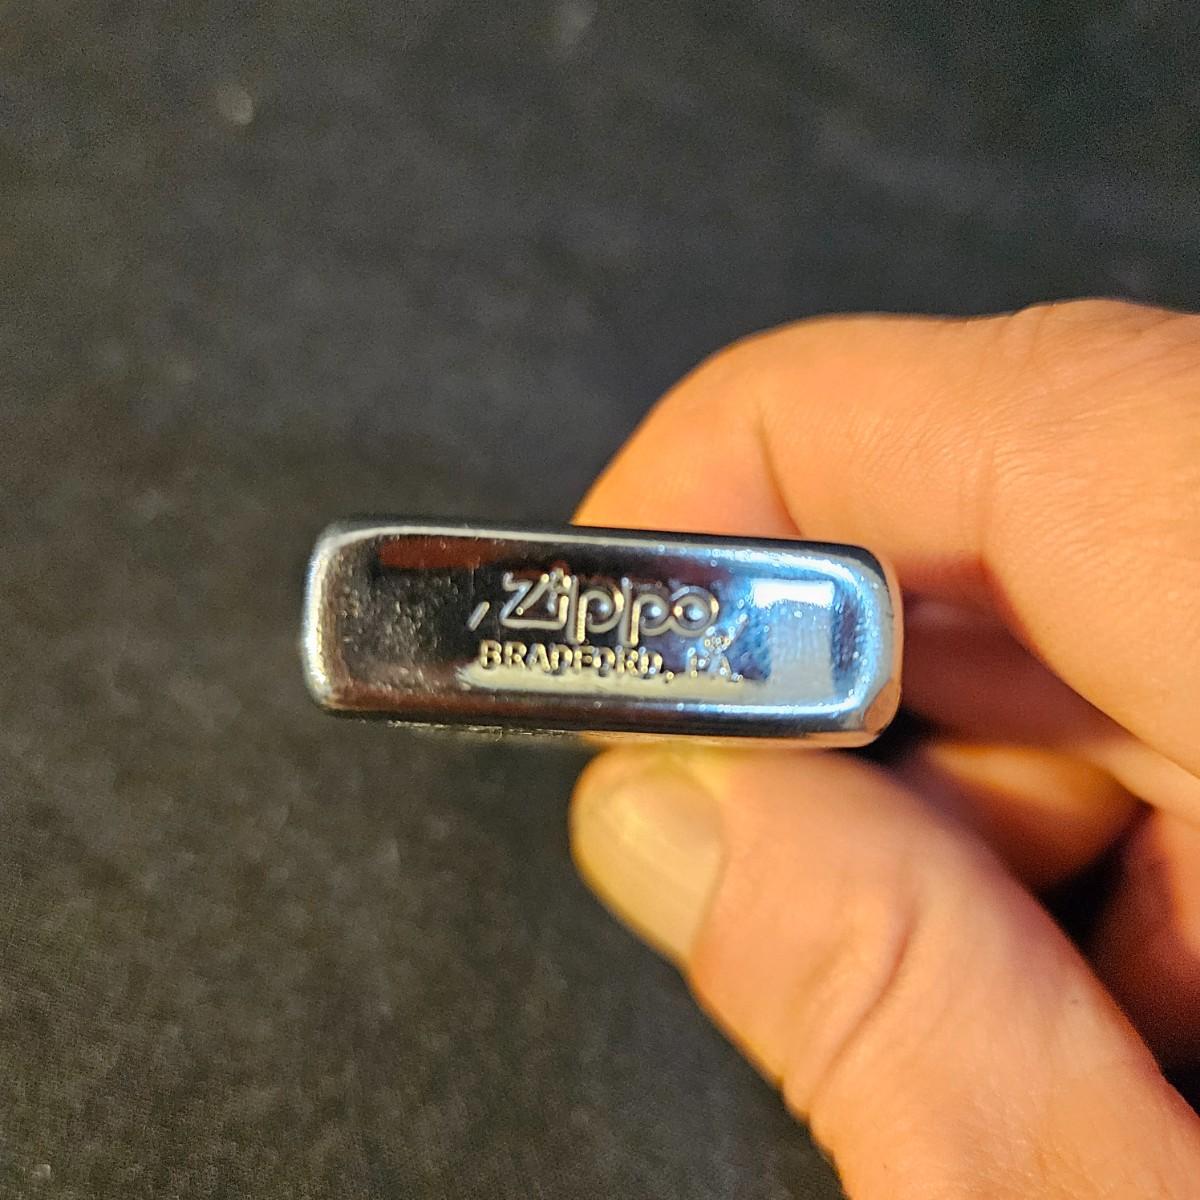 / Zippo® /
BRADFORD, PA.